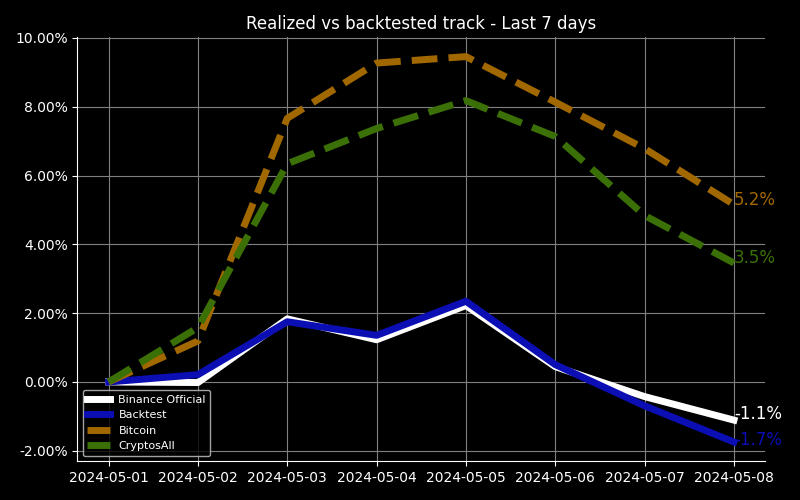 Realized vs backtested track - Last 7 days
10.00%
8.00%
6.00%
4.00%
2.00%
0.00%
-2.00%
5.2%
3.5%
-1.1%
-1.7%
Binance Official
Backtest
Bitcoin
CryptosAll
2024-05-01 2024-05-02 2024-05-03 2024-05-04 2024-05-05 2024-05-06 2024-05-07 2024-05-08